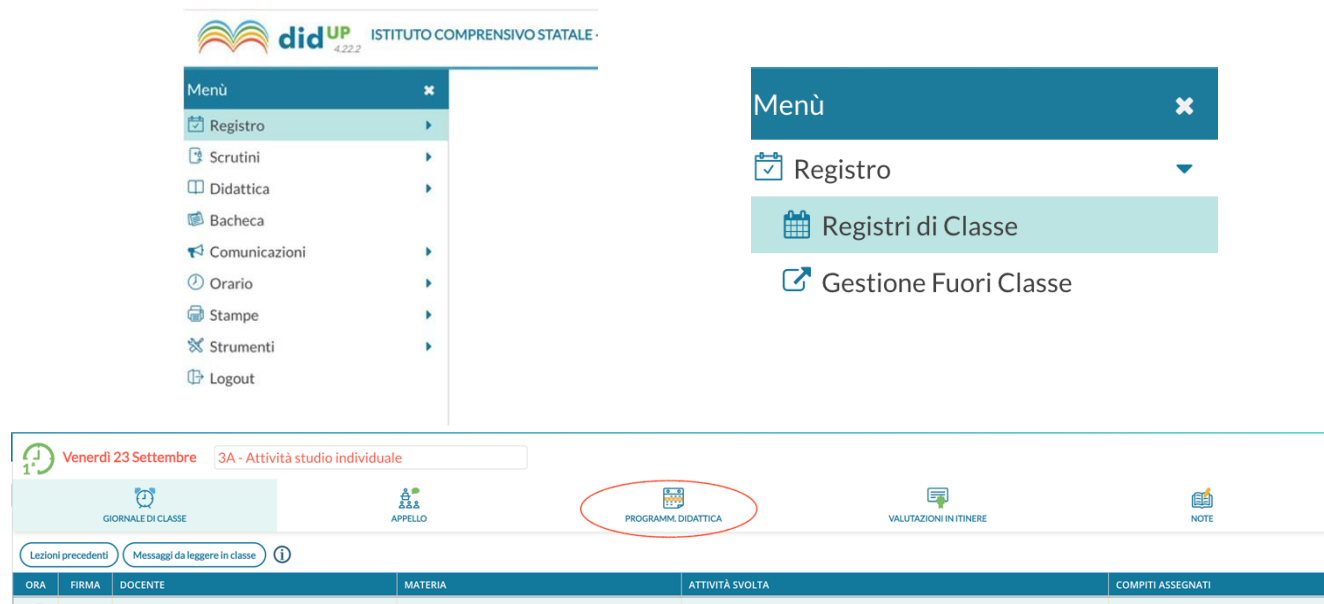 didUP 4.22.2 ISTITUTO COMPRENSIVO STATALE -
Menù
Registro
Scrutini
Didattica
Bacheca
Comunicazioni
Orario
Stampe
Strumenti
Logout
Menù
Registro
Registri di Classe
Gestione Fuori Classe
1° Venerdì 23 Settembre 3A - Attività studio individuale
GIORNALE DI CLASSE APPELLO PROGRAMM. DIDATTICA VALUTAZIONI IN ITINERE NOTE
Lezioni precedenti Messaggi da leggere in classe
ORA FIRMA DOCENTE MATERIA ATTIVITÀ SVOLTA COMPITI ASSEGNATI